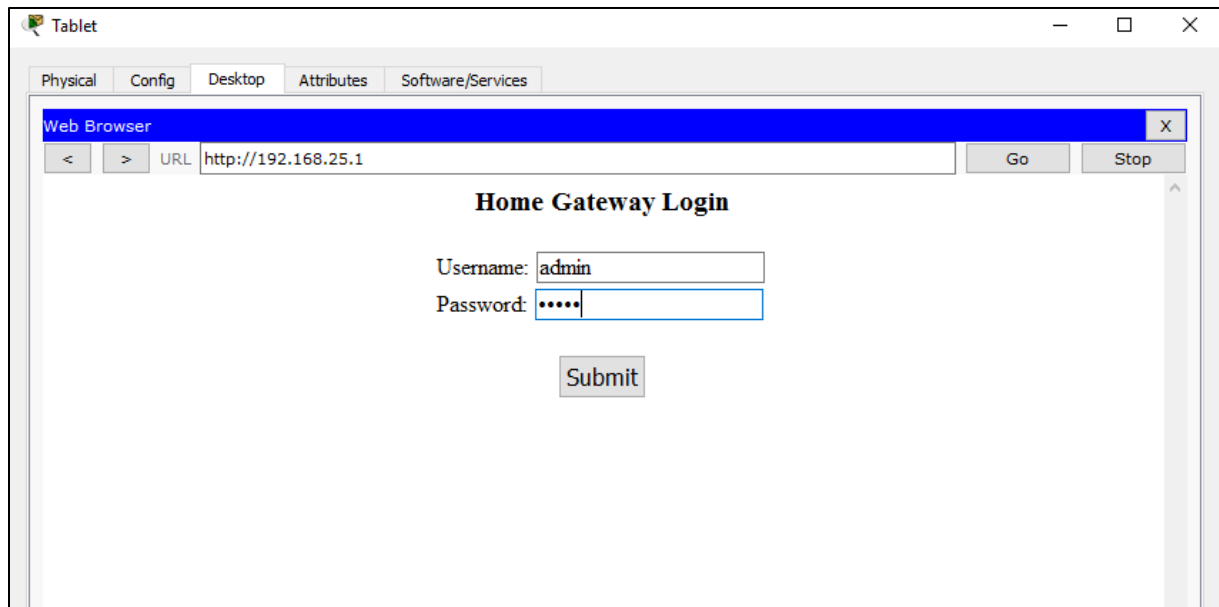 Tablet
Physical Config Desktop Attributes Software/Services
Web Browser X
< > URL http://192.168.25.1 Go Stop
Home Gateway Login
Username: admin
Password: •••••
Submit